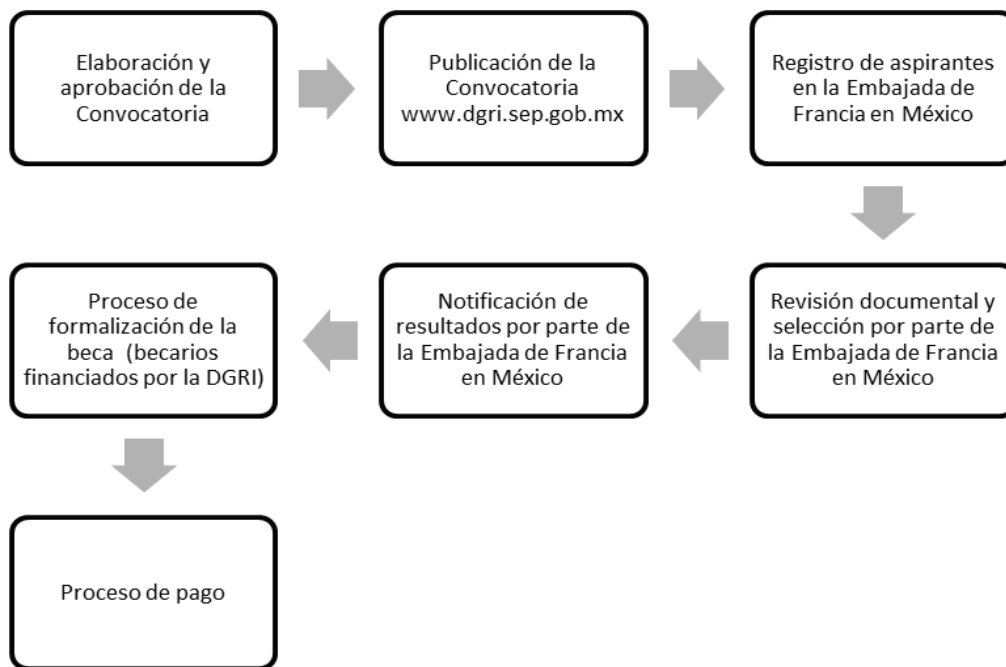 Elaboración y
aprobación de la
Convocatoria
Publicación de la
Convocatoria
www.dgri.sep.gob.mx
Registro de aspirantes
en la Embajada de
Francia en México
Revisión documental y
selección por parte de
la Embajada de Francia
en México
Notificación de
resultados por parte de
la Embajada de Francia
en México
Proceso de
formalización de la
beca (becarios
financiados por la DGRI)
Proceso de pago